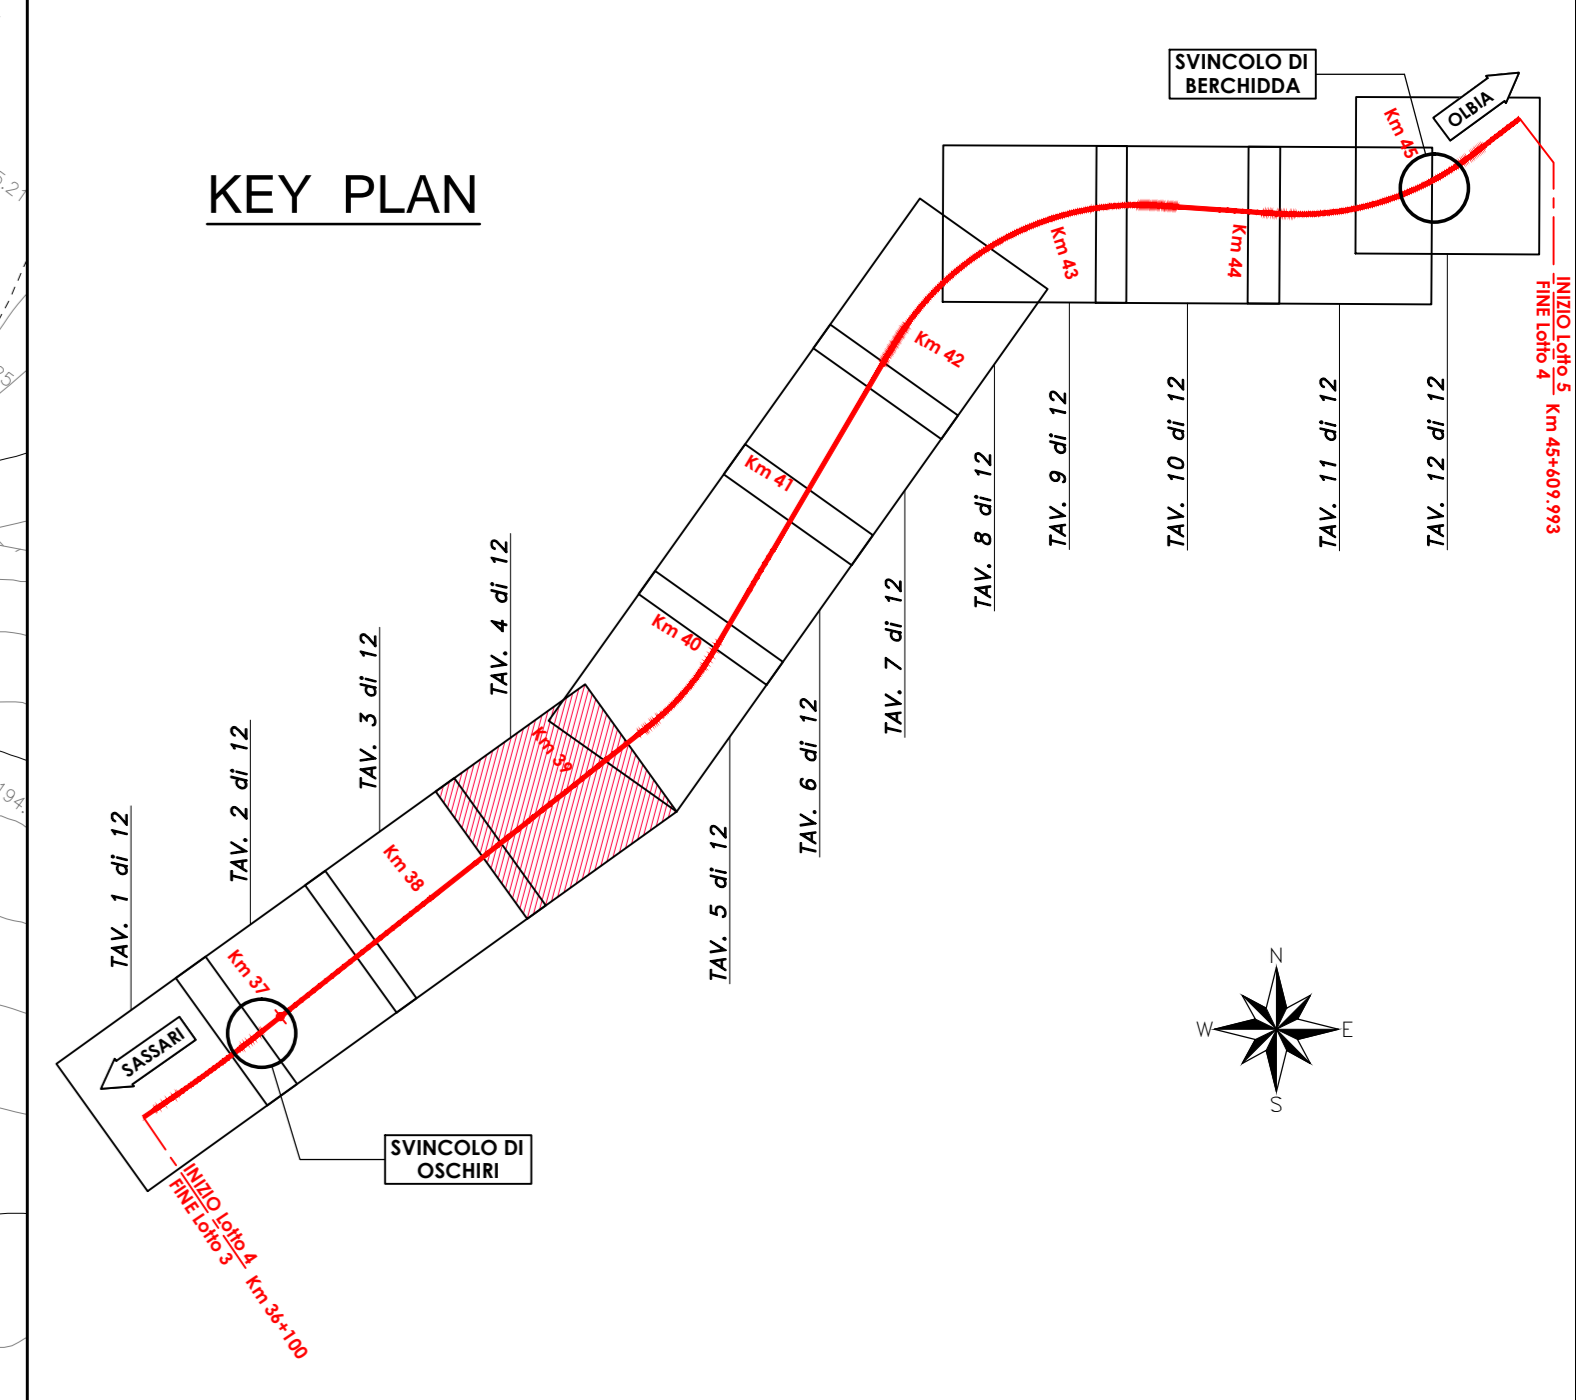 KEY PLAN
SVINCOLO DI
BERCHIDDA
OLBIA
Km 45
INIZIO Lotto 5
FINE Lotto 4
Km 45+609.993
Km 44
Km 43
Km 42
Km 41
Km 40
Km 39
Km 38
Km 37
TAV. 1 di 12
TAV. 2 di 12
TAV. 3 di 12
TAV. 4 di 12
TAV. 5 di 12
TAV. 6 di 12
TAV. 7 di 12
TAV. 8 di 12
TAV. 9 di 12
TAV. 10 di 12
TAV. 11 di 12
TAV. 12 di 12
SASSARI
SVINCOLO DI
OSCHIRI
INIZIO Lotto 4
FINE Lotto 3
Km 36+100
N
W
E
S
194.